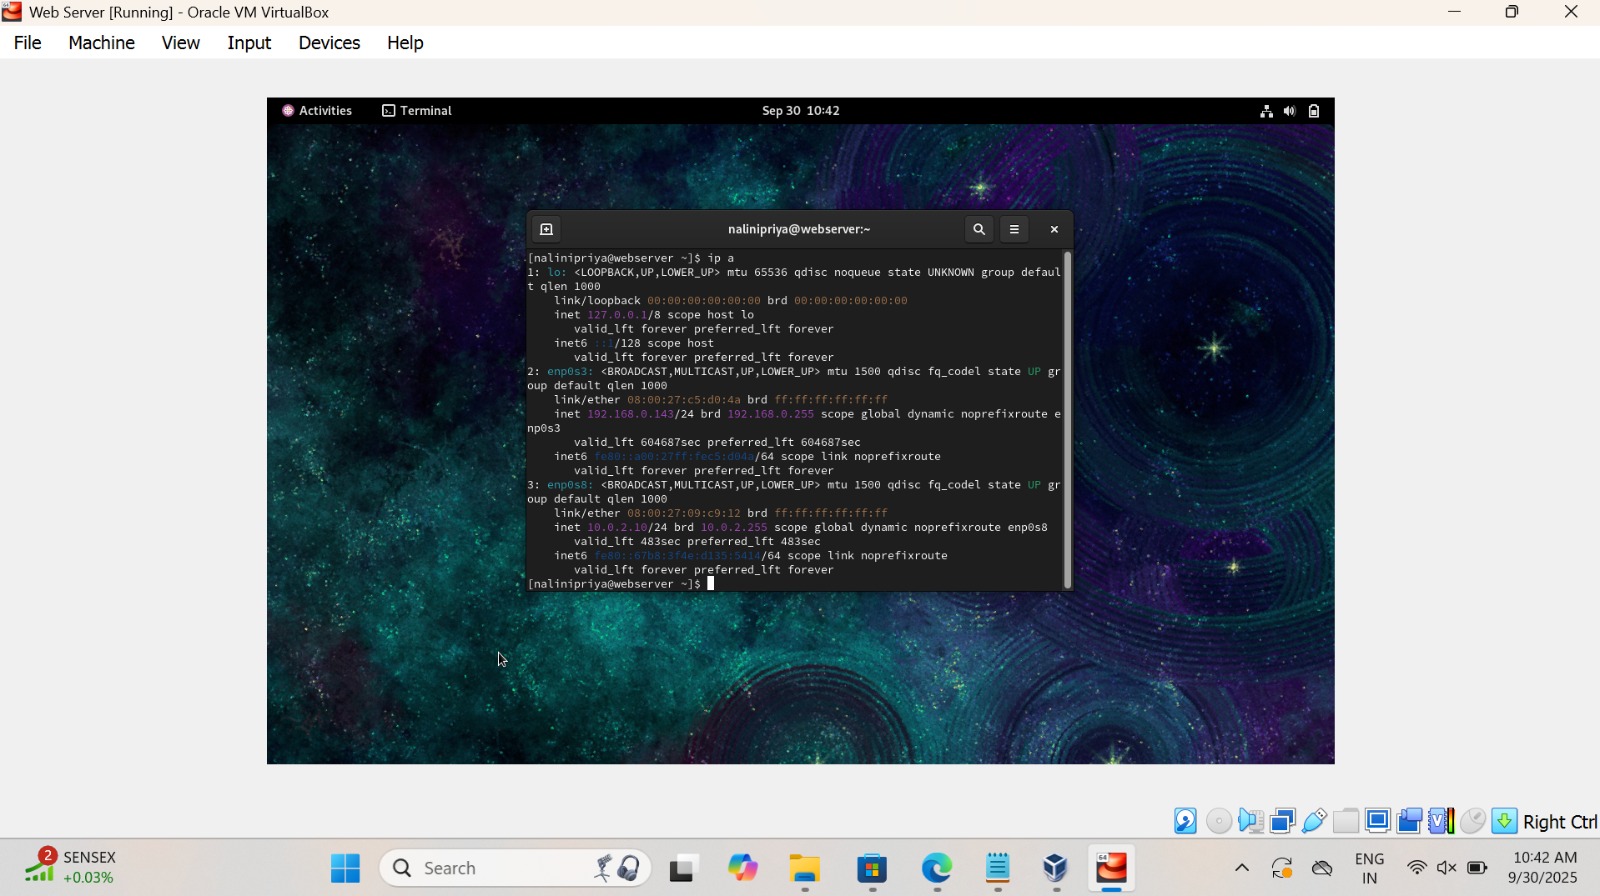 Web Server [Running] - Oracle VM VirtualBox
File Machine View Input Devices Help
Activities Terminal Sep 30 10:42
nalinipriya@webserver:~
[nalinipriya@webserver ~]$ ip a
1: lo: <LOOPBACK,UP,LOWER_UP> mtu 65536 qdisc noqueue state UNKNOWN group defaul
t qlen 1000
link/loopback 00:00:00:00:00:00 brd 00:00:00:00:00:00
inet 127.0.0.1/8 scope host lo
valid_lft forever preferred_lft forever
inet6 ::1/128 scope host
valid_lft forever preferred_lft forever
2: enp0s3: <BROADCAST,MULTICAST,UP,LOWER_UP> mtu 1500 qdisc fq_codel state UP gr
oup default qlen 1000
link/ether 08:00:27:c5:d0:4a brd ff:ff:ff:ff:ff:ff
inet 192.168.0.143/24 brd 192.168.0.255 scope global dynamic noprefixroute e
np0s3
valid_lft 604687sec preferred_lft 604687sec
inet6 fe80::a00:27ff:fec5:d04a/64 scope link noprefixroute
valid_lft forever preferred_lft forever
3: enp0s8: <BROADCAST,MULTICAST,UP,LOWER_UP> mtu 1500 qdisc fq_codel state UP gr
oup default qlen 1000
link/ether 08:00:27:09:c9:12 brd ff:ff:ff:ff:ff:ff
inet 10.0.2.10/24 brd 10.0.2.255 scope global dynamic noprefixroute enp0s8
valid_lft 483sec preferred_lft 483sec
inet6 fe80::67b8:3f4e:d135:5414/64 scope link noprefixroute
valid_lft forever preferred_lft forever
[nalinipriya@webserver ~]$
Right Ctrl
2 SENSEX
+0.03%
Search
64
ENG
IN
10:42 AM
9/30/2025